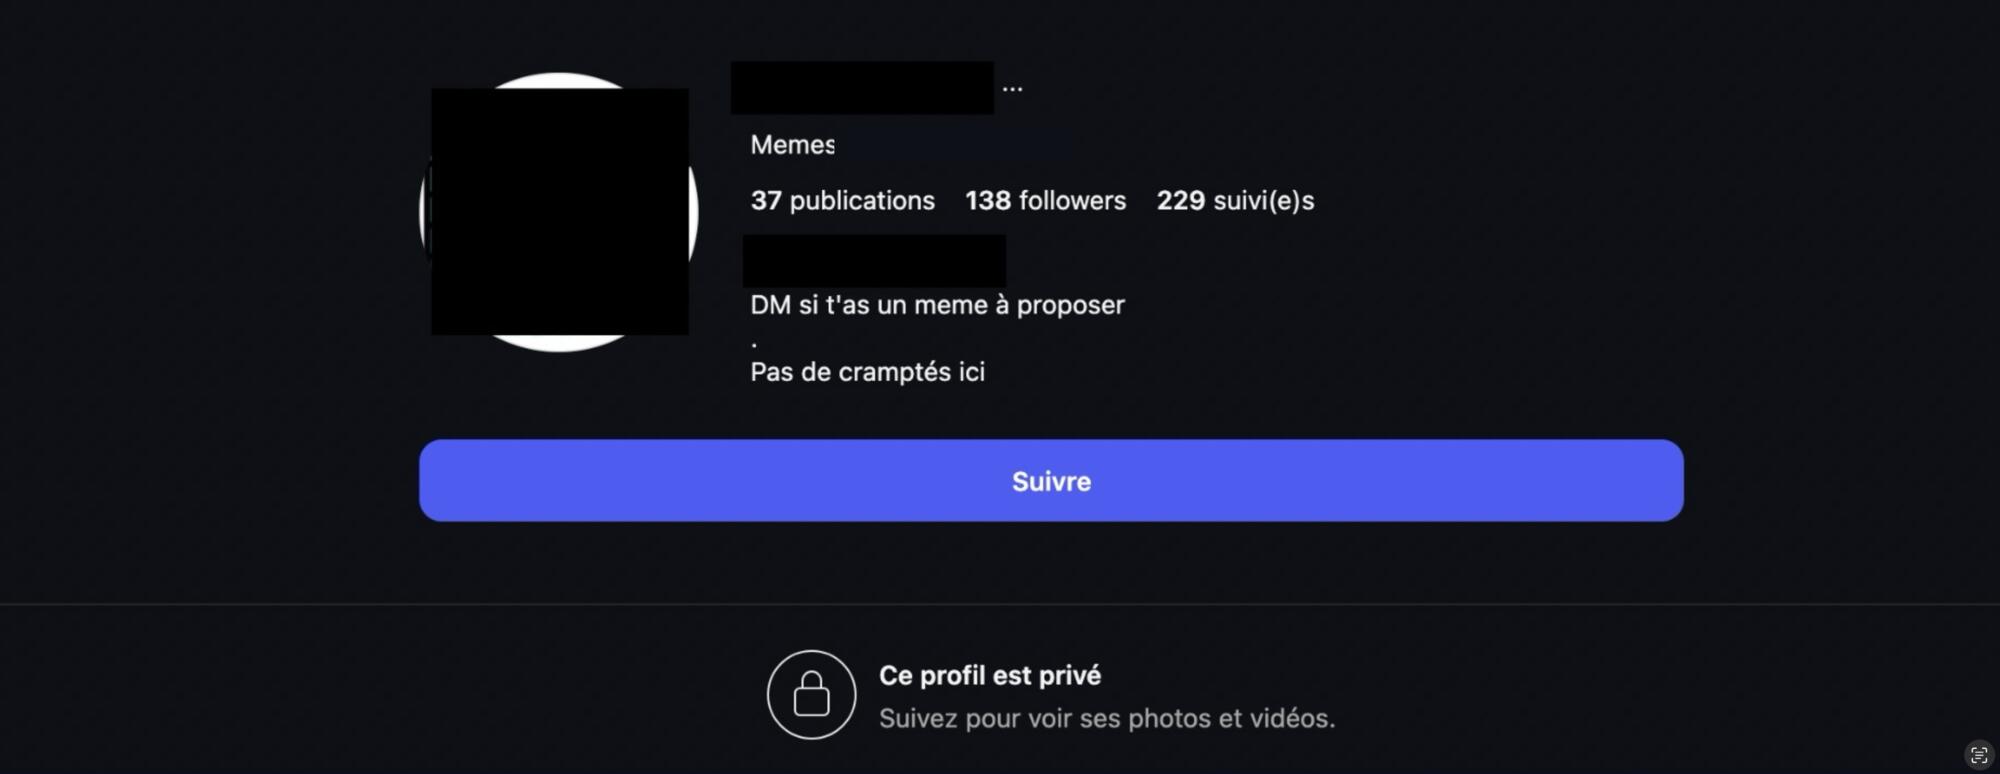 ...
Memes
37 publications 138 followers 229 suivi(e)s
DM si t'as un meme à proposer
.
Pas de cramptés ici
Suivre
Ce profil est privé
Suivez pour voir ses photos et vidéos.